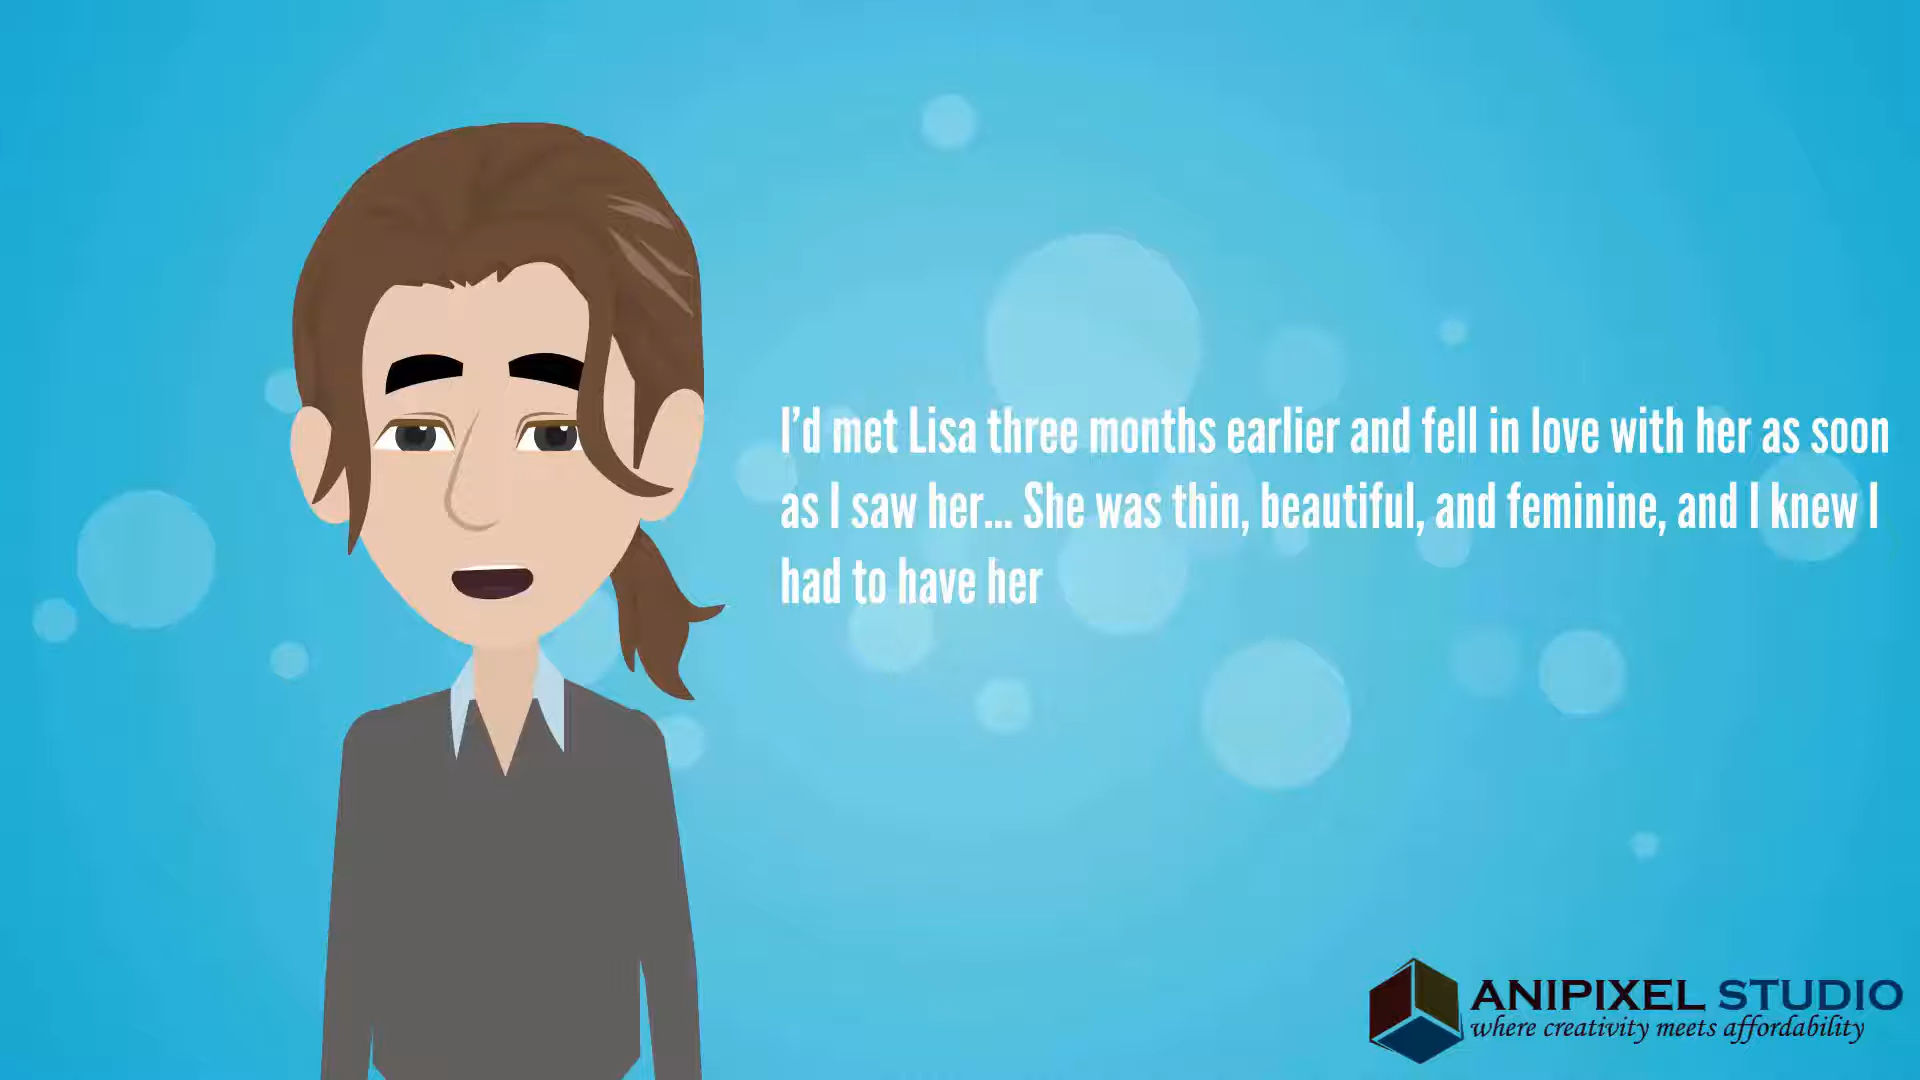 I'd met Lisa three months earlier and fell in love with her as soon
as I saw her... She was thin, beautiful, and feminine, and I knew I
had to have her
ANIPIXEL STUDIO
where creativity meets affordability